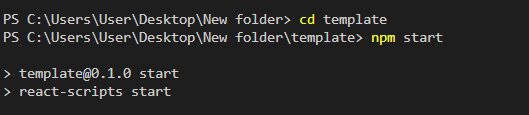 PS C:\Users\User\Desktop\New folder> cd template
PS C:\Users\User\Desktop\New folder\template> npm start
> template@0.1.0 start
> react-scripts start